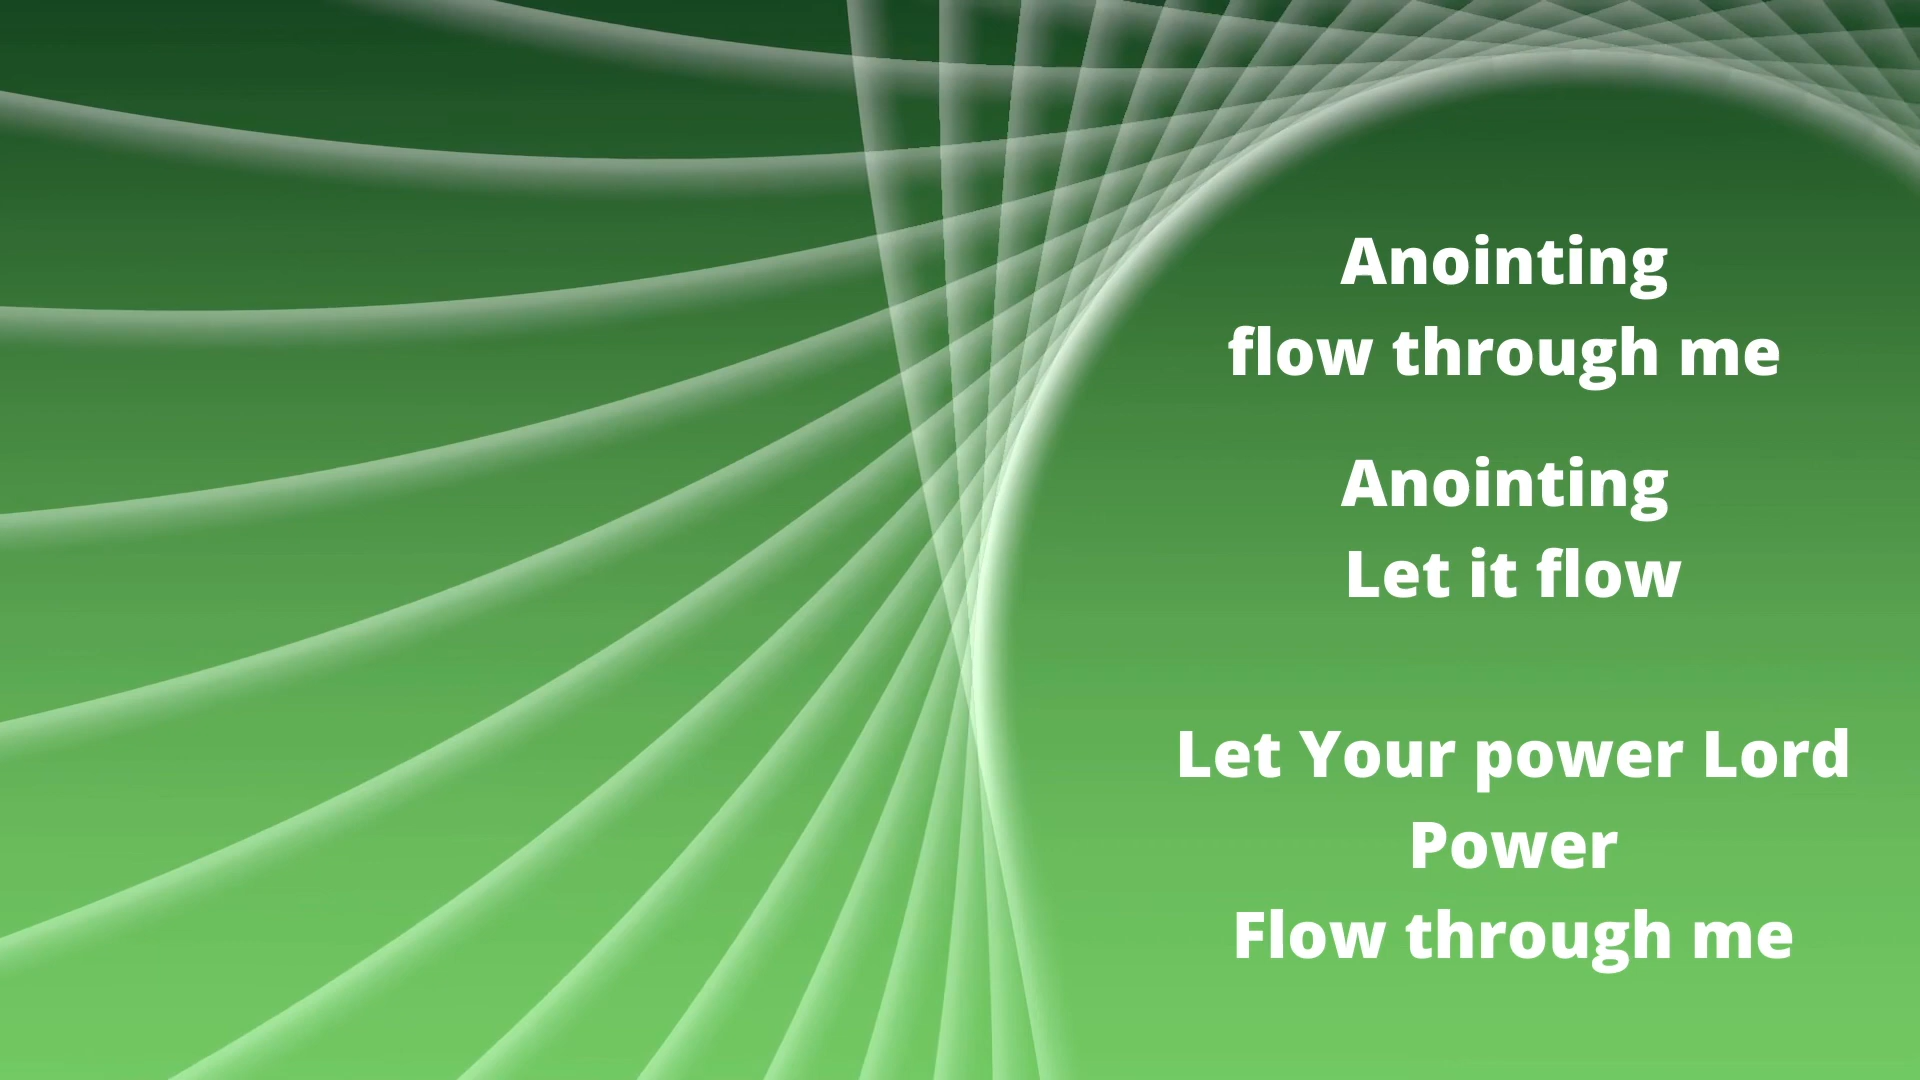 Anointing
flow through me
Anointing
Let it flow
Let Your power Lord
Power
Flow through me